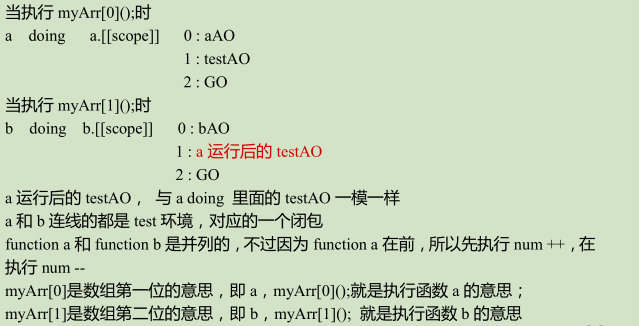 当执行 myArr[0]();时
a doing a.[[scope]] 0 : aAO
1 : testAO
2 : GO
当执行 myArr[1]();时
b doing b.[[scope]] 0 : bAO
1 : a 运行后的 testAO
2 : GO
a 运行后的 testAO， 与 a doing 里面的 testAO 一模一样
a 和 b 连线的都是 test 环境，对应的一个闭包
function a 和 function b 是并列的，不过因为 function a 在前，所以先执行 num ++，在
执行 num --
myArr[0]是数组第一位的意思，即 a，myArr[0]();就是执行函数 a 的意思；
myArr[1]是数组第二位的意思，即 b，myArr[1](); 就是执行函数 b 的意思